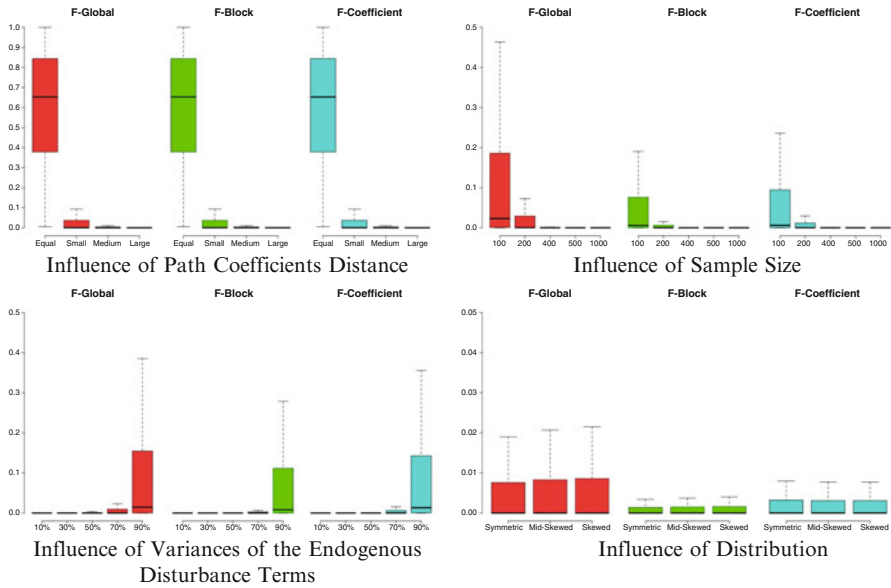 F-Global F-Block F-Coefficient
1.0
0.9
0.8
0.7
0.6
0.5
0.4
0.3
0.2
0.1
0.0
Equal Small Medium Large Equal Small Medium Large Equal Small Medium Large
Influence of Path Coefficients Distance
F-Global F-Block F-Coefficient
0.5
0.4
0.3
0.2
0.1
0.0
100 200 400 500 1000 100 200 400 500 1000 100 200 400 500 1000
Influence of Sample Size
F-Global F-Block F-Coefficient
0.5
0.4
0.3
0.2
0.1
0.0
10% 30% 50% 70% 90% 10% 30% 50% 70% 90% 10% 30% 50% 70% 90%
Influence of Variances of the Endogenous
Disturbance Terms
F-Global F-Block F-Coefficient
0.05
0.04
0.03
0.02
0.01
0.00
Symmetric Mid-Skewed Skewed Symmetric Mid-Skewed Skewed Symmetric Mid-Skewed Skewed
Influence of Distribution